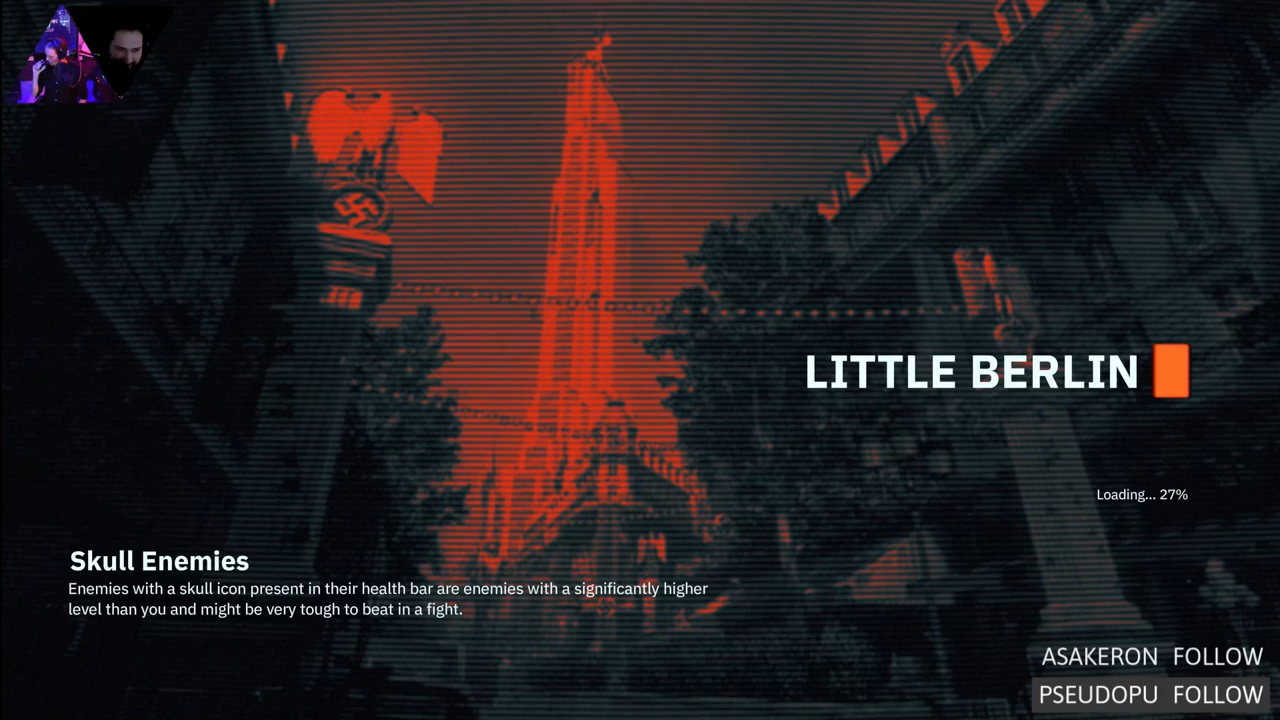 LITTLE BERLIN
Loading... 27%
Skull Enemies
Enemies with a skull icon present in their health bar are enemies with a significantly higher
level than you and might be very tough to beat in a fight.
ASAKERON FOLLOW
PSEUDOPU FOLLOW